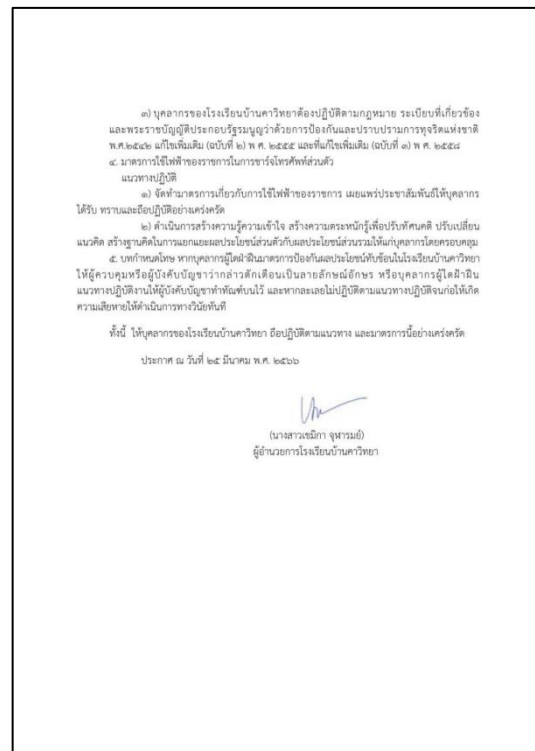 ๓) บุคลากรของโรงเรียนบ้านคาวิทยาต้องปฏิบัติตามกฎหมาย ระเบียบที่เกี่ยวข้อง
และพระราชบัญญัติประกอบรัฐธรรมนูญว่าด้วยการป้องกันและปราบปรามการทุจริตแห่งชาติ
พ.ศ.๒๕๔๒ แก้ไขเพิ่มเติม (ฉบับที่ ๒) พ ศ. ๒๕๕๔ และที่แก้ไขเพิ่มเติม (ฉบับที่ ๓) พ ศ. ๒๕๕๘
๔. มาตรการใช้ไฟฟ้าของราชการในการชาร์จโทรศัพท์ส่วนตัว
แนวทางปฏิบัติ
๑) จัดทำมาตรการเกี่ยวกับการใช้ไฟฟ้าของราชการ เผยแพร่ประชาสัมพันธ์ให้บุคลากร
ได้รับ ทราบและถือปฏิบัติอย่างเคร่งครัด
๒) ดำเนินการสร้างความรู้ความเข้าใจ สร้างความตระหนักรู้เพื่อปรับทัศนคติ ปรับเปลี่ยน
แนวคิด สร้างฐานคิดในการแยกแยะผลประโยชน์ส่วนตัวกับผลประโยชน์ส่วนรวมให้แก่บุคลากรโดยครอบคลุม
๕. บทกำหนดโทษ หากบุคลากรผู้ใดฝ่าฝืนมาตรการป้องกันผลประโยชน์ทับซ้อนในโรงเรียนบ้านคาวิทยา
ให้ผู้ควบคุมหรือผู้บังคับบัญชาว่ากล่าวตักเตือนเป็นลายลักษณ์อักษร หรือบุคลากรผู้ใดฝ่าฝืน
แนวทางปฏิบัติงานให้ผู้บังคับบัญชาทำทัณฑ์บนไว้ และหากละเลยไม่ปฏิบัติตามแนวทางปฏิบัติจนก่อให้เกิด
ความเสียหายให้ดำเนินการทางวินัยทันที
ทั้งนี้ ให้บุคลากรของโรงเรียนบ้านคาวิทยา ถือปฏิบัติตามแนวทาง และมาตรการนี้อย่างเคร่งครัด
ประกาศ ณ วันที่ ๒๕ มีนาคม พ.ศ. ๒๕๖๖
(นางสาวเขมิกา จุฬารมย์)
ผู้อำนวยการโรงเรียนบ้านคาวิทยา